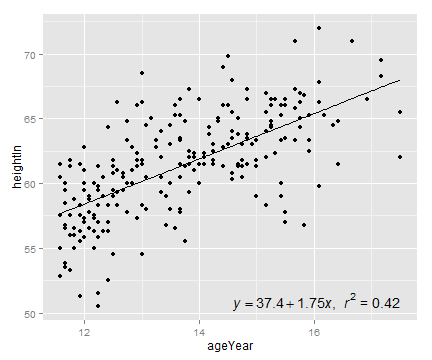 70
65
60
55
50
heightIn
y = 37.4 + 1.75x, r² = 0.42
12
14
16
ageYear